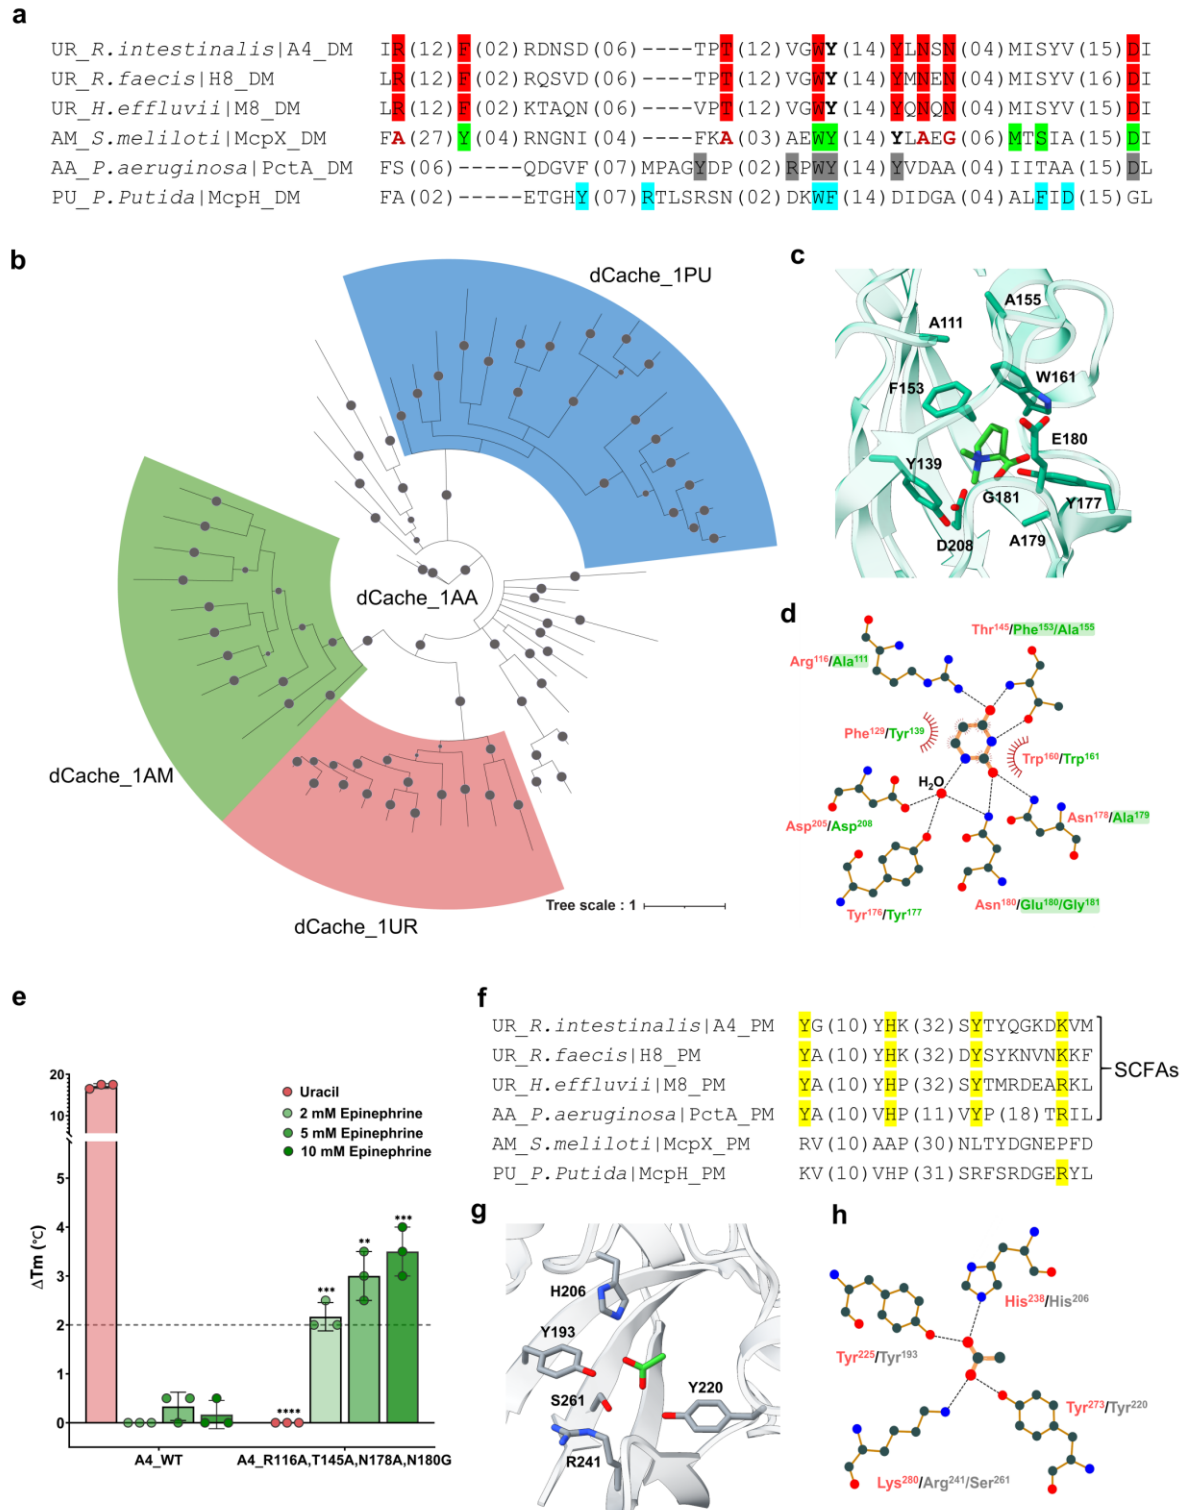 a
UR_R.intestinalis|A4_DM IR(12)F(02)RDNSD(06)----TPT(12)VGWY(14)YLNSN(04)MISYV(15)DI
UR_R.faecis|H8_DM LR(12)F(02)RQSVD(06)----TPT(12)VGWY(14)YMNEN(04)MISYV(16)DI
UR_H.effluvii|M8_DM LR(12)F(02)KTAQN(06)----VPT(12)VGWY(14)YQNQN(04)MISYV(15)DI
AM_S.meliloti|McpX_DM FA(27)Y(04)RNGNI(04)----FKA(03)AEWY(14)YLAEG(06)MTSIA(15)DI
AA_P.aeruginosa|PctA_DM FS(06)-----QDGVF(07)MPAGYDP(02)RPWY(14)YVDAA(04)IITAA(15)DL
PU_P.Putida|McpH_DM FA(02)-----ETGHY(07)RTLSRSN(02)DKWF(14)DIDGA(04)ALFID(15)GL
b
dCache_1PU
dCache_1AA
dCache_1AM
dCache_1UR
Tree scale : 1
c
A155
A111
W161
F153
E180
Y139
G181
Y177
D208
A179
d
Thr145/Phe153/Ala155
Arg116/Ala111
Phe129/Tyr139
Trp160/Trp161
H2O
Asp205/Asp208
Asn178/Ala179
Tyr176/Tyr177
Asn180/Glu180/Gly181
e
20
10
5
4
3
2
1
0
ΔTm (°C)
Uracil
2 mM Epinephrine
5 mM Epinephrine
10 mM Epinephrine
****
***
**
***
A4_WT
A4_R116A,T145A,N178A,N180G
f
UR_R.intestinalis|A4_PM YG(10)YHK(32)SYTYQGKDKVM
UR_R.faecis|H8_PM YA(10)YHK(32)DYSYKNVNKKF
UR_H.effluvii|M8_PM YA(10)YHP(32)SYTMRDEARKL
AA_P.aeruginosa|PctA_PM YA(10)VHP(11)VYP(18)TRIL
AM_S.meliloti|McpX_PM RV(10)AAP(30)NLTYDGNEPFD
PU_P.Putida|McpH_PM KV(10)VHP(31)SRFSRDGERYL
SCFAs
g
H206
Y193
S261
Y220
R241
h
His238/His206
Tyr225/Tyr193
Tyr273/Tyr220
Lys280/Arg241/Ser261